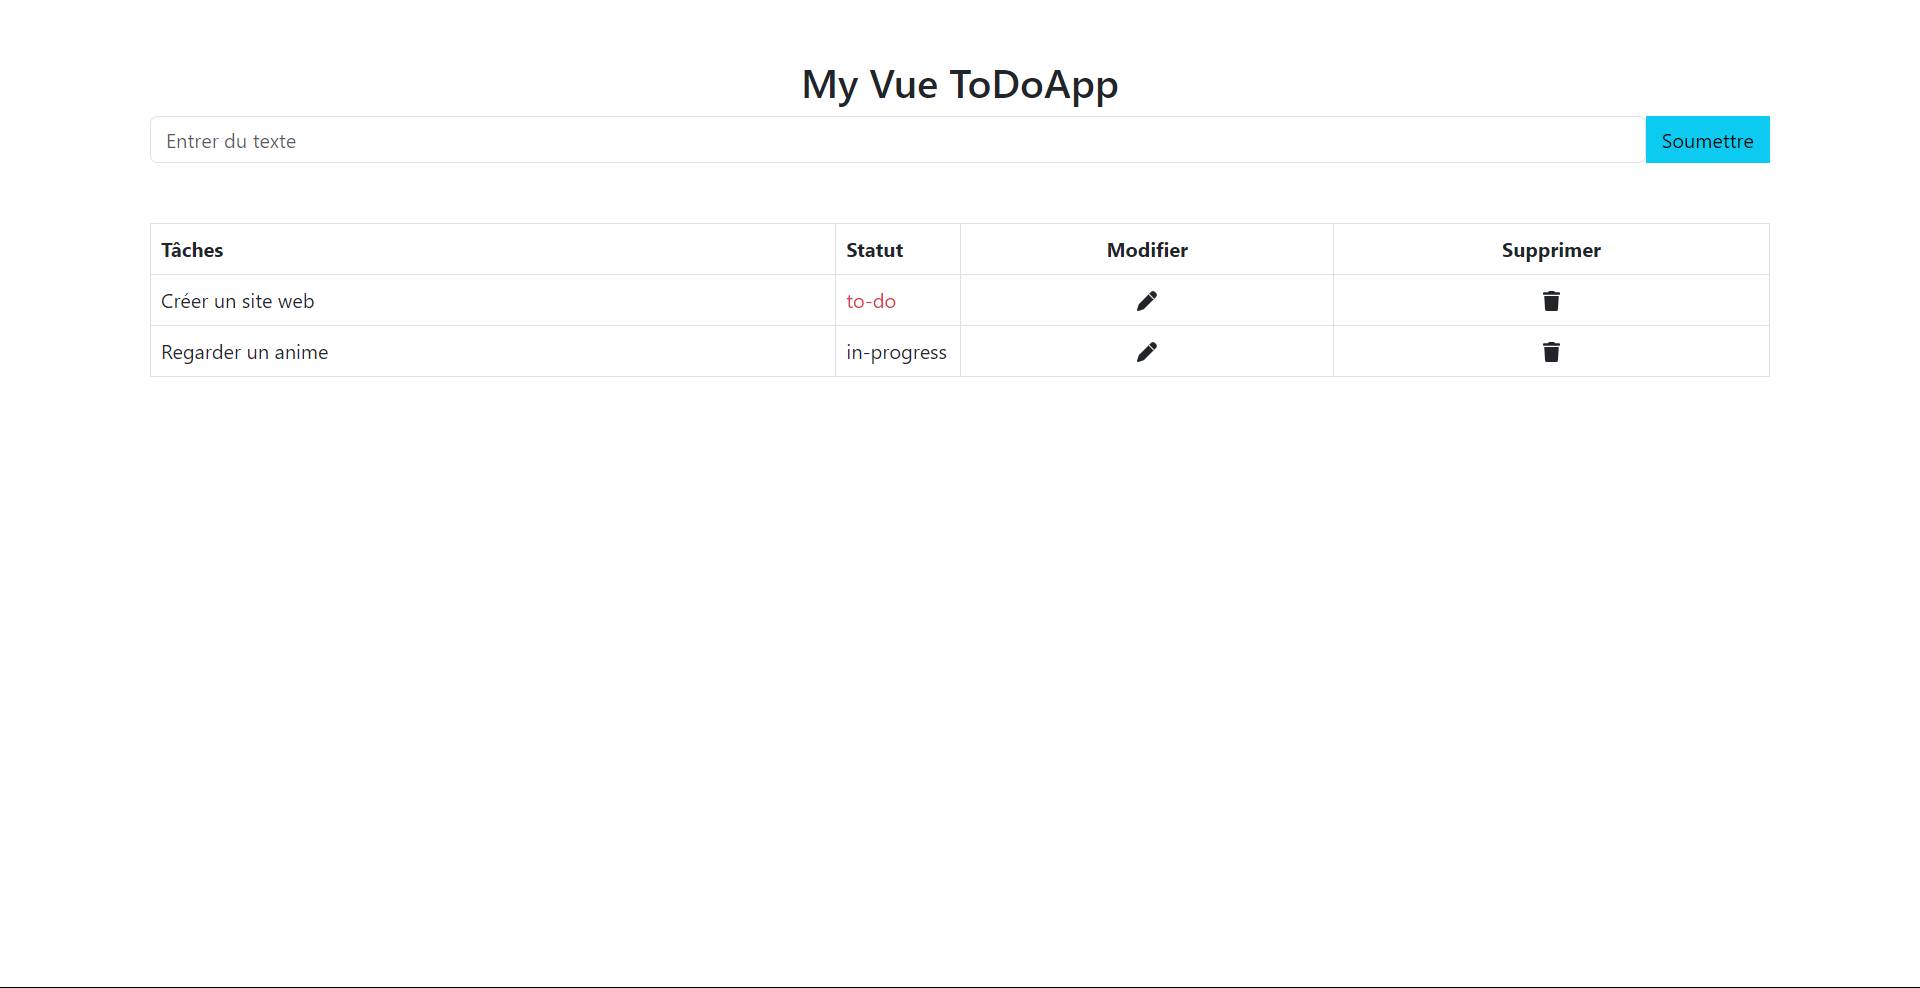 My Vue ToDoApp
Entrer du texte Soumettre
Tâches Statut Modifier Supprimer
Créer un site web to-do
Regarder un anime in-progress